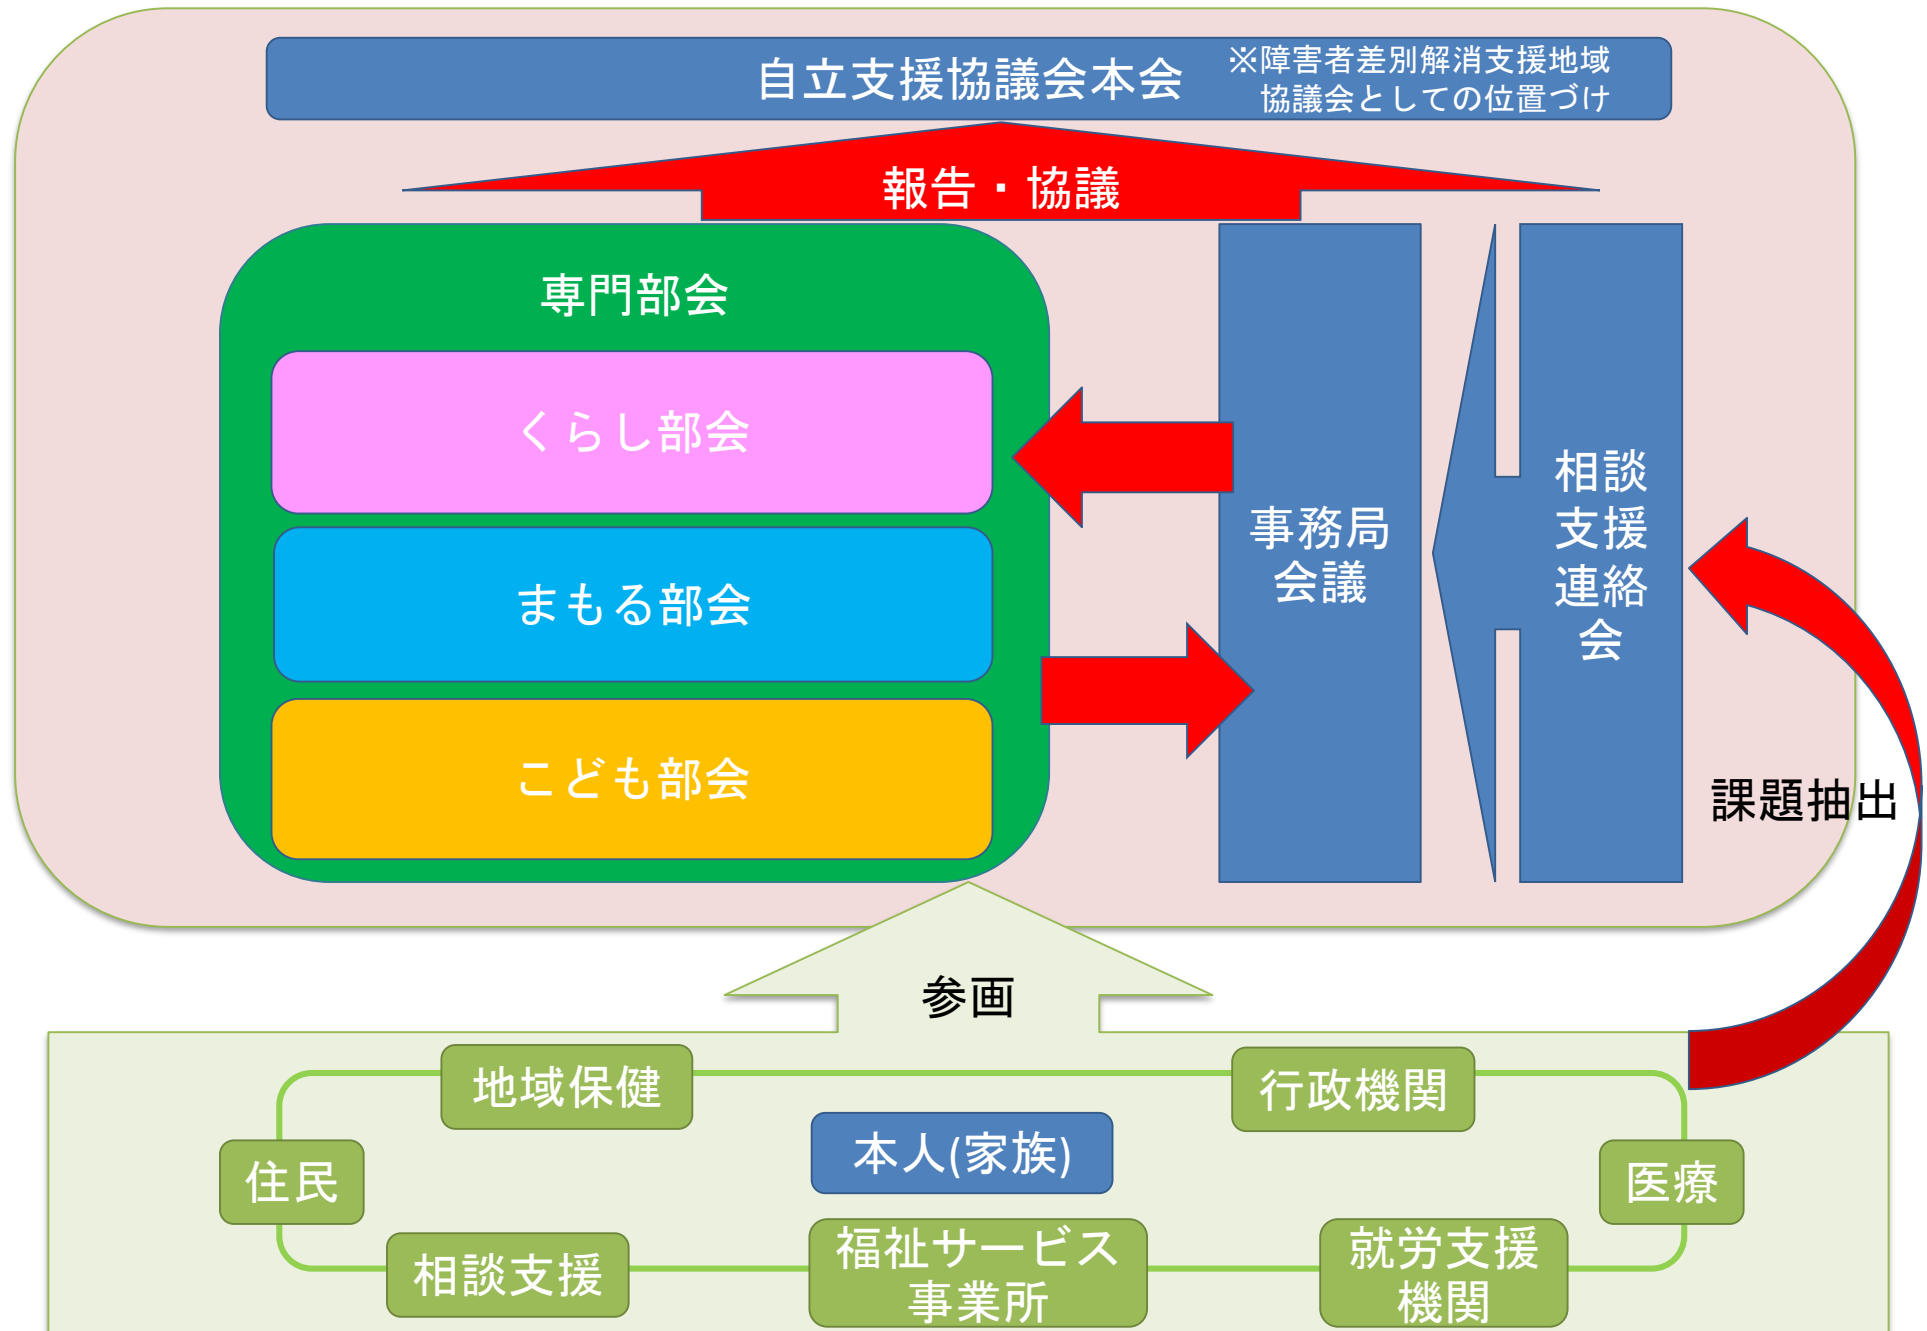 自立支援協議会本会
※障害者差別解消支援地域
協議会としての位置づけ
報告・協議
専門部会
くらし部会
まもる部会
こども部会
事務局
会議
相談
支援
連絡
会
課題抽出
参画
地域保健
行政機関
本人(家族)
住民
医療
相談支援
福祉サービス
事業所
就労支援
機関